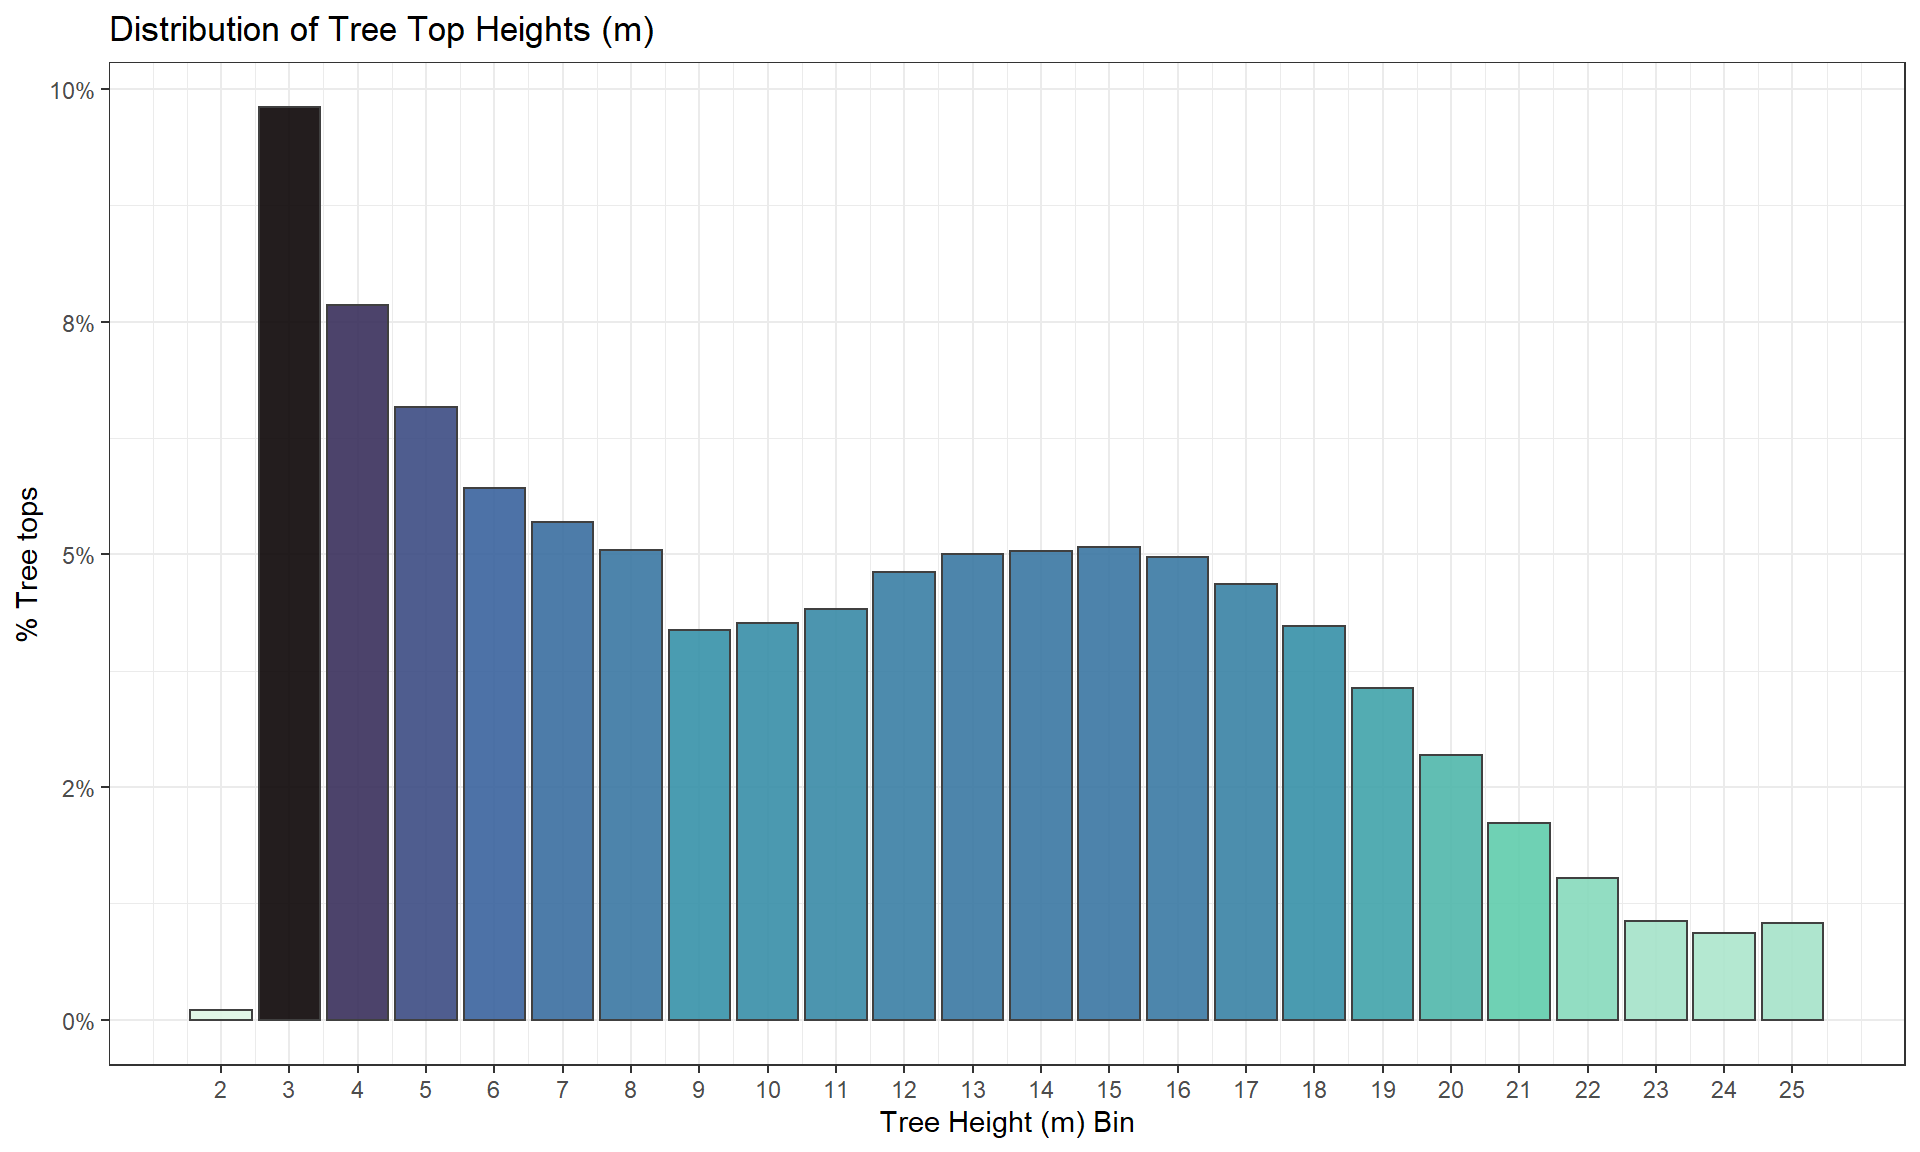 Distribution of Tree Top Heights (m)
10%
8%
5%
2%
0%
% Tree tops
2 3 4 5 6 7 8 9 10 11 12 13 14 15 16 17 18 19 20 21 22 23 24 25
Tree Height (m) Bin